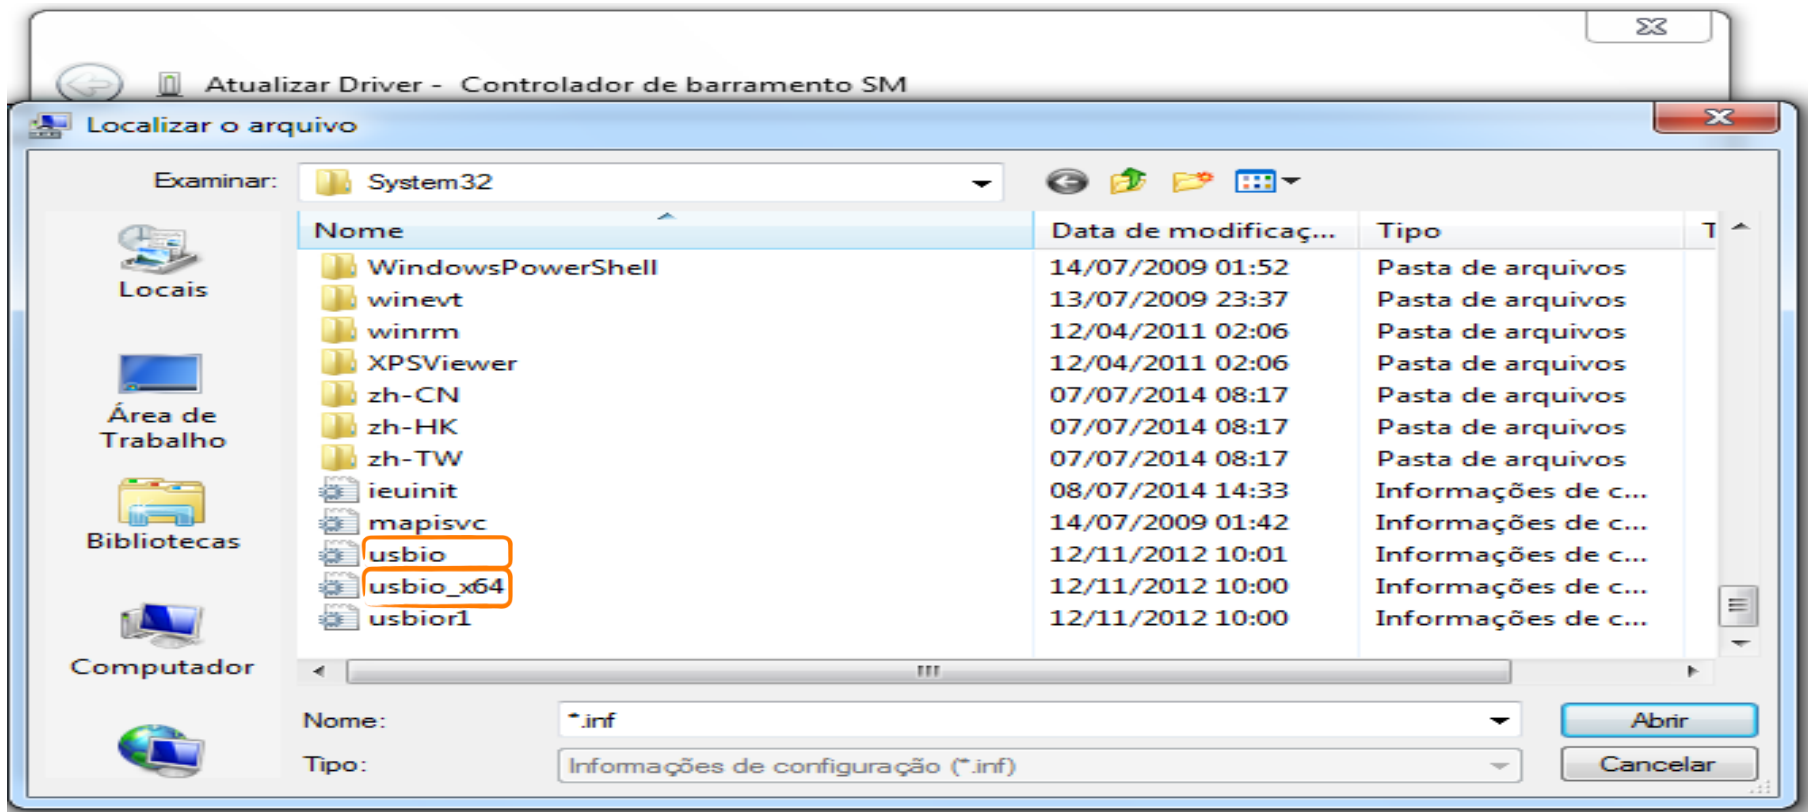 Atualizar Driver - Controlador de barramento SM
Localizar o arquivo
Examinar: System32
Nome Data de modificaç... Tipo T
WindowsPowerShell 14/07/2009 01:52 Pasta de arquivos
winevt 13/07/2009 23:37 Pasta de arquivos
winrm 12/04/2011 02:06 Pasta de arquivos
XPSViewer 12/04/2011 02:06 Pasta de arquivos
zh-CN 07/07/2014 08:17 Pasta de arquivos
zh-HK 07/07/2014 08:17 Pasta de arquivos
zh-TW 07/07/2014 08:17 Pasta de arquivos
ieuinit 08/07/2014 14:33 Informações de c...
mapisvc 14/07/2009 01:42 Informações de c...
usbio 12/11/2012 10:01 Informações de c...
usbio_x64 12/11/2012 10:00 Informações de c...
usbior1 12/11/2012 10:00 Informações de c...
Locais
Área de
Trabalho
Bibliotecas
Computador
Nome: *.inf Abrir
Tipo: Informações de configuração (*.inf) Cancelar